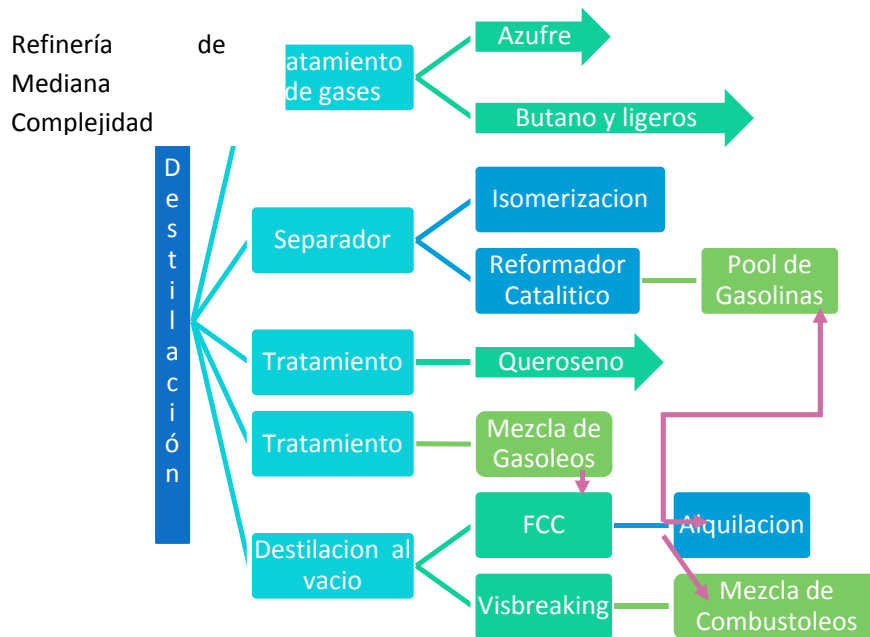 Refinería de
Mediana
Complejidad
atamiento
de gases
Azufre
Butano y ligeros
Destilación
Separador
Isomerizacion
Reformador
Catalitico
Pool de
Gasolinas
Tratamiento
Queroseno
Tratamiento
Mezcla de
Gasoleos
Destilacion al
vacio
FCC
Alquilacion
Visbreaking
Mezcla de
Combustoleos